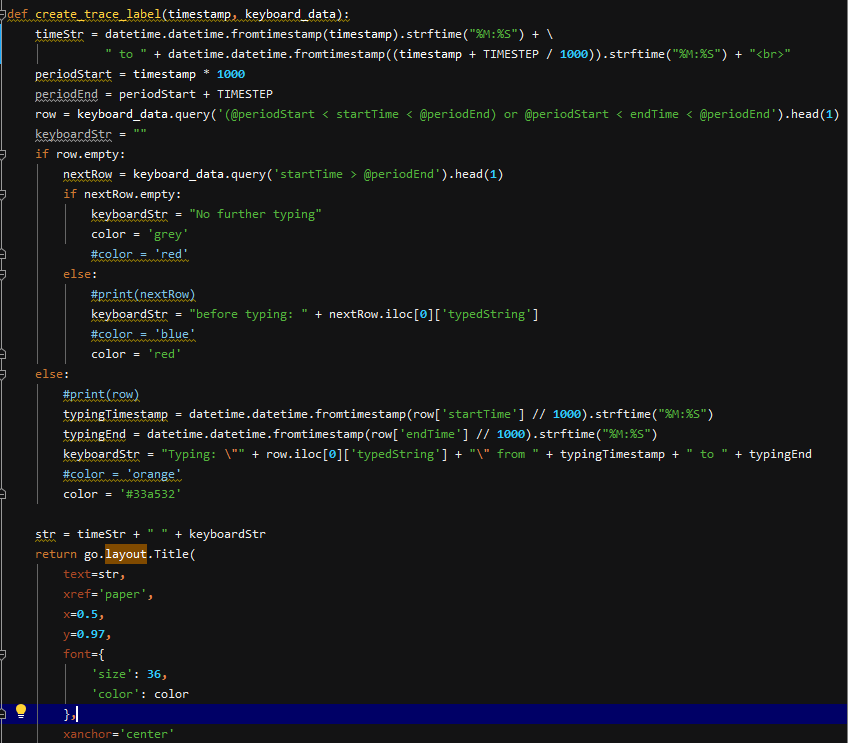 def create_trace_label(timestamp, keyboard_data):
    timeStr = datetime.datetime.fromtimestamp(timestamp).strftime("%M:%S") + \
              " to " + datetime.datetime.fromtimestamp((timestamp + TIMESTEP / 1000)).strftime("%M:%S") + "<br>"
    periodStart = timestamp * 1000
    periodEnd = periodStart + TIMESTEP
    row = keyboard_data.query('(@periodStart < startTime < @periodEnd) or @periodStart < endTime < @periodEnd').head(1)
    keyboardStr = ""
    if row.empty:
        nextRow = keyboard_data.query('startTime > @periodEnd').head(1)
        if nextRow.empty:
            keyboardStr = "No further typing"
            color = 'grey'
            #color = 'red'
        else:
            #print(nextRow)
            keyboardStr = "before typing: " + nextRow.iloc[0]['typedString']
            #color = 'blue'
            color = 'red'
    else:
        #print(row)
        typingTimestamp = datetime.datetime.fromtimestamp(row['startTime'] // 1000).strftime("%M:%S")
        typingEnd = datetime.datetime.fromtimestamp(row['endTime'] // 1000).strftime("%M:%S")
        keyboardStr = "Typing: \"" + row.iloc[0]['typedString'] + "\" from " + typingTimestamp + " to " + typingEnd
        #color = 'orange'
        color = '#33a532'
    str = timeStr + " " + keyboardStr
    return go.layout.Title(
        text=str,
        xref='paper',
        x=0.5,
        y=0.97,
        font={
            'size': 36,
            'color': color
        },
        xanchor='center'